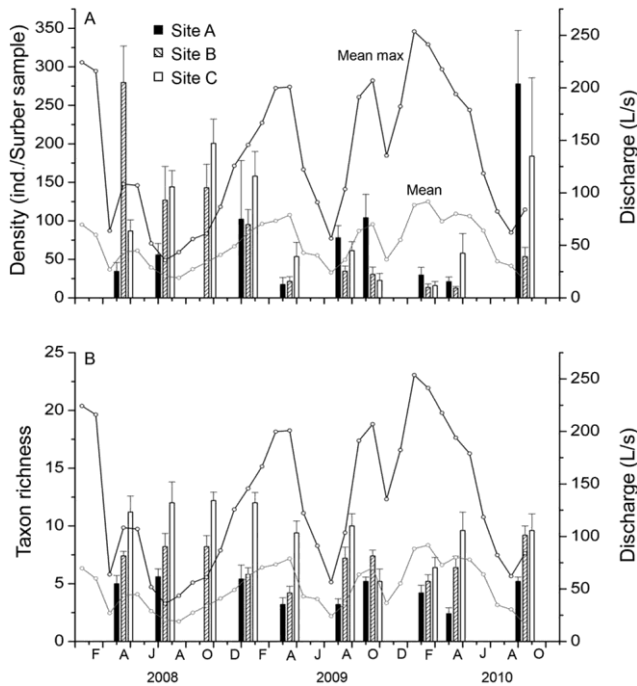 A
Site A
Site B
Site C
Mean max
Mean
Density (ind./Surber sample)
350
300
250
200
150
100
50
0
Discharge (L/s)
250
200
150
100
50
0
B
Taxon richness
25
20
15
10
5
0
Discharge (L/s)
250
200
150
100
50
0
F A J A O D F A J A O D F A J A O
2008 2009 2010